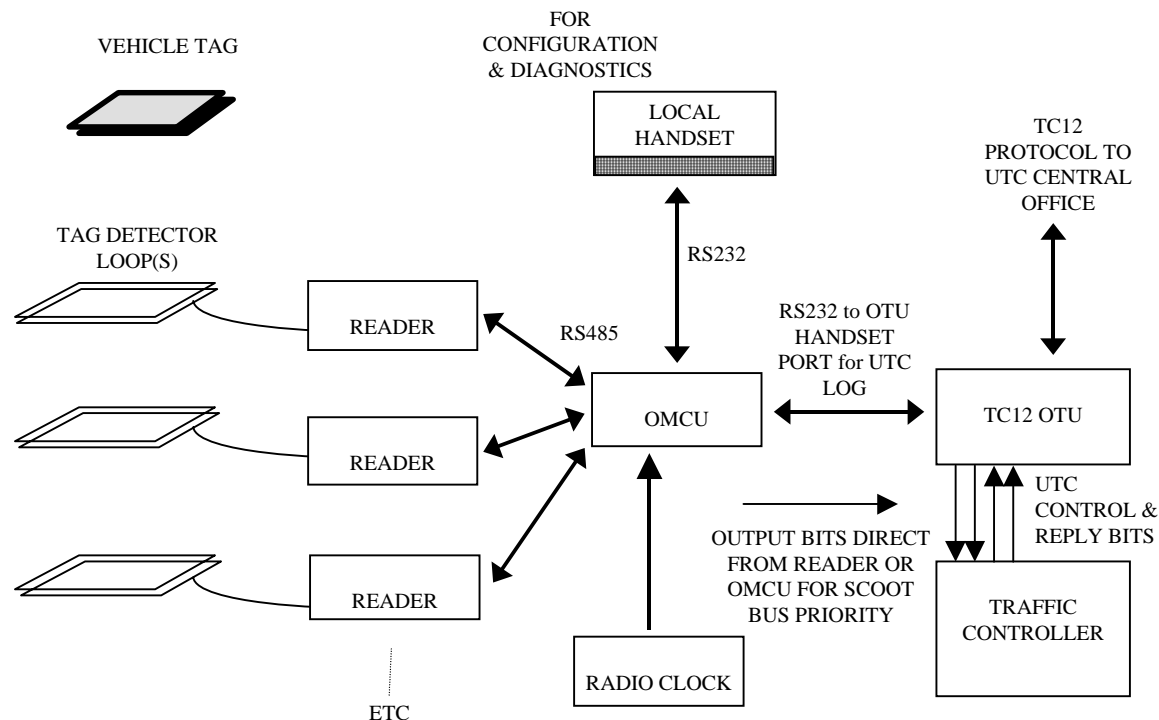 VEHICLE TAG
FOR
CONFIGURATION
& DIAGNOSTICS
LOCAL
HANDSET
TC12
PROTOCOL TO
UTC CENTRAL
OFFICE
TAG DETECTOR
LOOP(S)
READER
RS485
RS232
RS232 to OTU
HANDSET
PORT for UTC
LOG
OMCU
TC12 OTU
READER
UTC
CONTROL &
REPLY BITS
OUTPUT BITS DIRECT
FROM READER OR
OMCU FOR SCOOT
BUS PRIORITY
READER
TRAFFIC
CONTROLLER
RADIO CLOCK
ETC